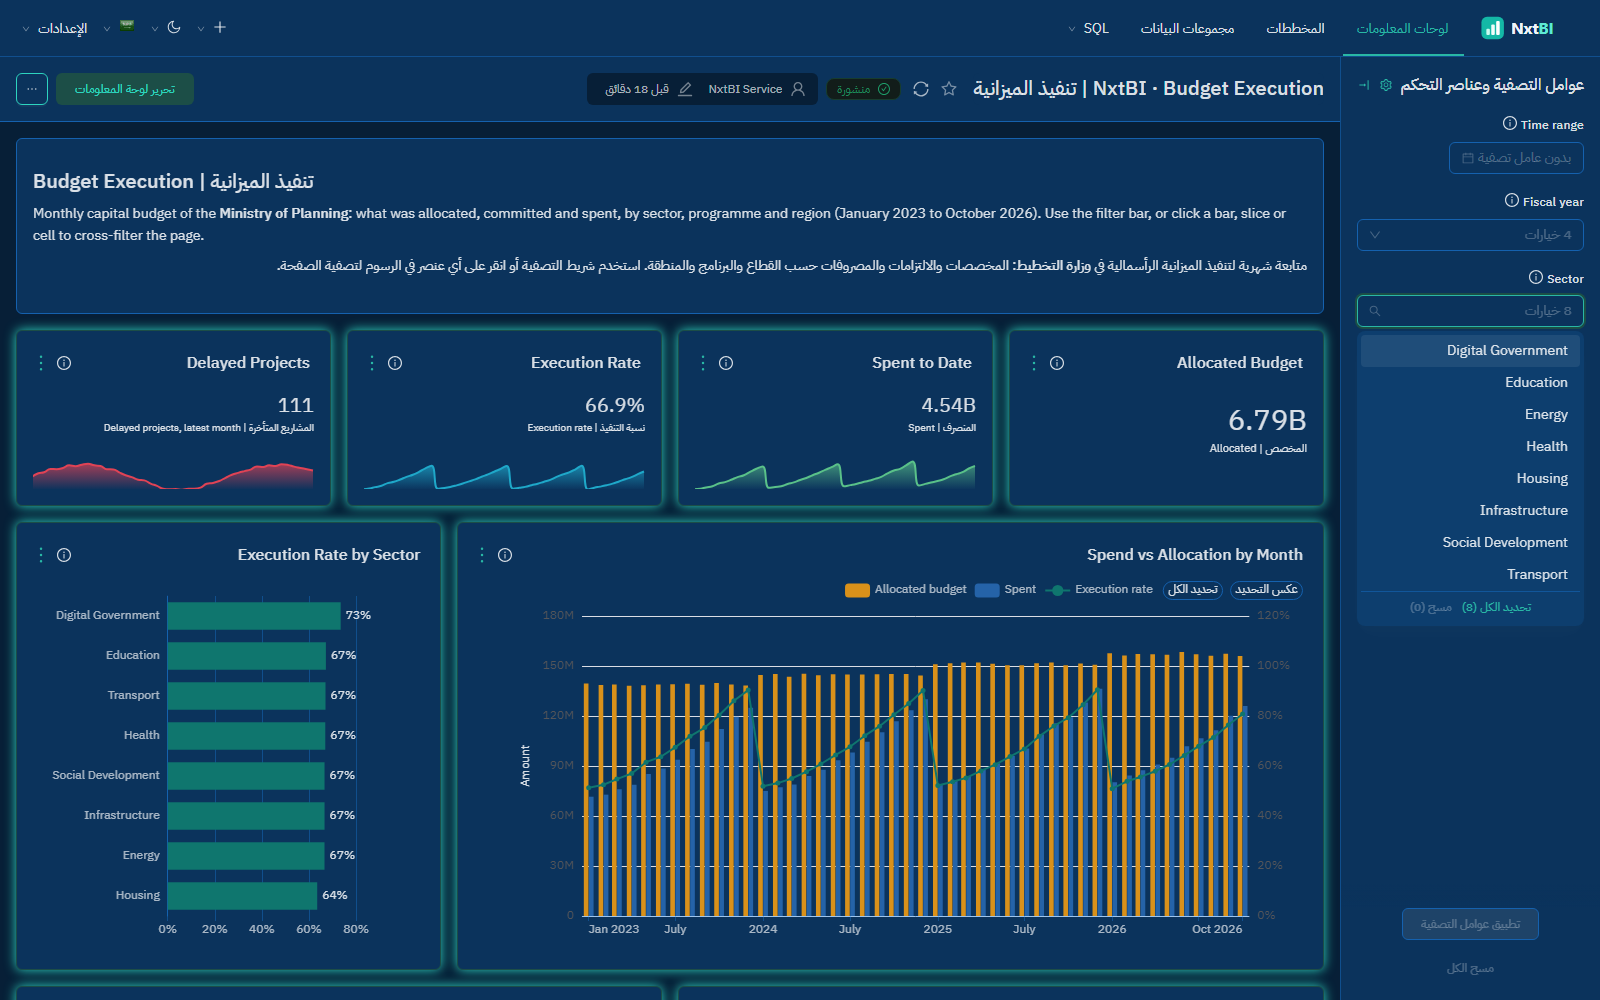 NxtBI
لوحات المعلومات
المخططات
مجموعات البيانات
SQL
الإعدادات
NxtBI · Budget Execution | تنفيذ الميزانية
منشورة
NxtBI Service
قبل 18 دقائق
تحرير لوحة المعلومات
عوامل التصفية وعناصر التحكم
Time range
بدون عامل تصفية
Fiscal year
4 خيارات
Sector
8 خيارات
Digital Government
Education
Energy
Health
Housing
Infrastructure
Social Development
Transport
تحديد الكل (8)
مسح (0)
تطبيق عوامل التصفية
مسح الكل
Budget Execution | تنفيذ الميزانية
Monthly capital budget of the Ministry of Planning: what was allocated, committed and spent, by sector, programme and region (January 2023 to October 2026). Use the filter bar, or click a bar, slice or
cell to cross-filter the page.
متابعة شهرية لتنفيذ الميزانية الرأسمالية في وزارة التخطيط: المخصصات والالتزامات والمصروفات حسب القطاع والبرنامج والمنطقة. استخدم شريط التصفية أو انقر على أي عنصر في الرسوم لتصفية الصفحة.
Allocated Budget
6.79B
Allocated | المخصص
Spent to Date
4.54B
Spent | المنصرف
Execution Rate
66.9%
Execution rate | نسبة التنفيذ
Delayed Projects
111
Delayed projects, latest month | المشاريع المتأخرة
Spend vs Allocation by Month
Allocated budget
Spent
Execution rate
تحديد الكل
عكس التحديد
180M
150M
120M
90M
60M
30M
0
Amount
120%
100%
80%
60%
40%
20%
0%
Jan 2023
July
2024
July
2025
July
2026
Oct 2026
Execution Rate by Sector
Digital Government 73%
Education 67%
Transport 67%
Health 67%
Social Development 67%
Infrastructure 67%
Energy 67%
Housing 64%
0%
20%
40%
60%
80%